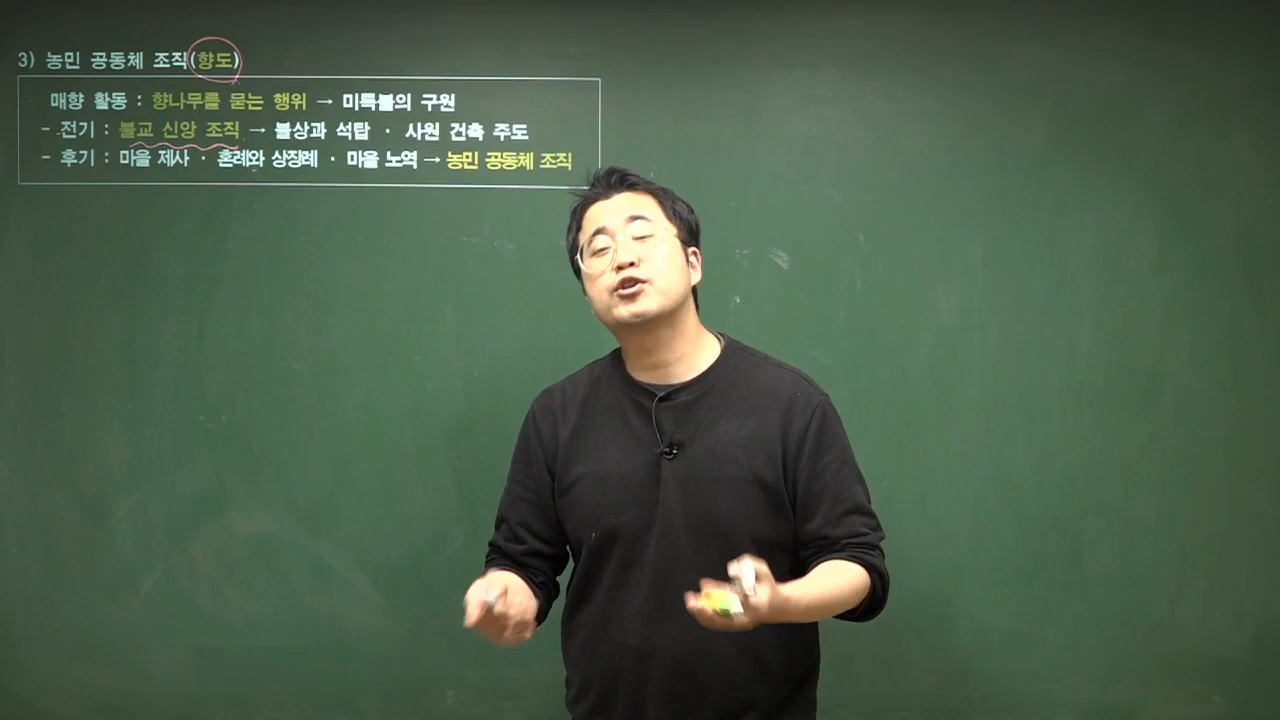 3) 농민 공동체 조직(향도)
매향 활동 : 향나무를 묻는 행위 → 미륵불의 구원
- 전기 : 불교 신앙 조직 → 불상과 석탑 · 사원 건축 주도
- 후기 : 마을 제사 · 혼례와 상장례 · 마을 노역 → 농민 공동체 조직